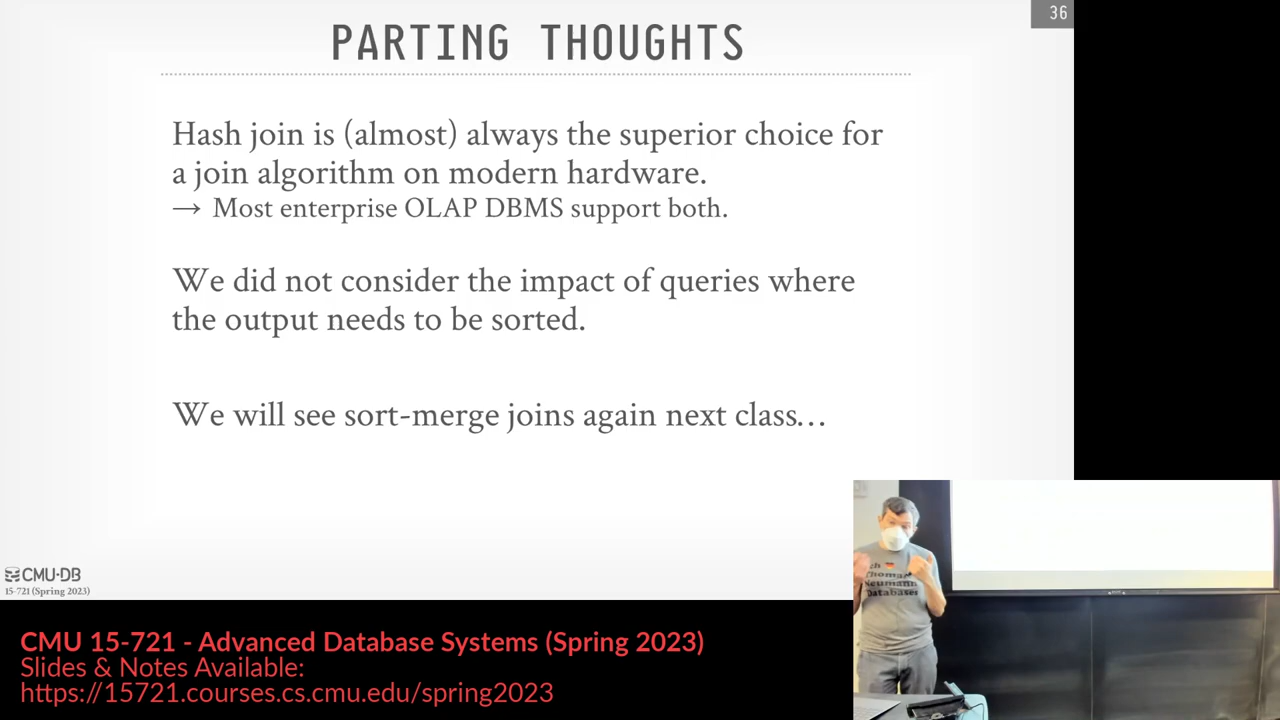 36
PARTING THOUGHTS
Hash join is (almost) always the superior choice for
a join algorithm on modern hardware.
→ Most enterprise OLAP DBMS support both.
We did not consider the impact of queries where
the output needs to be sorted.
We will see sort-merge joins again next class…
CMU·DB
15-721 (Spring 2023)
Thomas
Neumann
Databases
CMU 15-721 - Advanced Database Systems (Spring 2023)
Slides & Notes Available:
https://15721.courses.cs.cmu.edu/spring2023